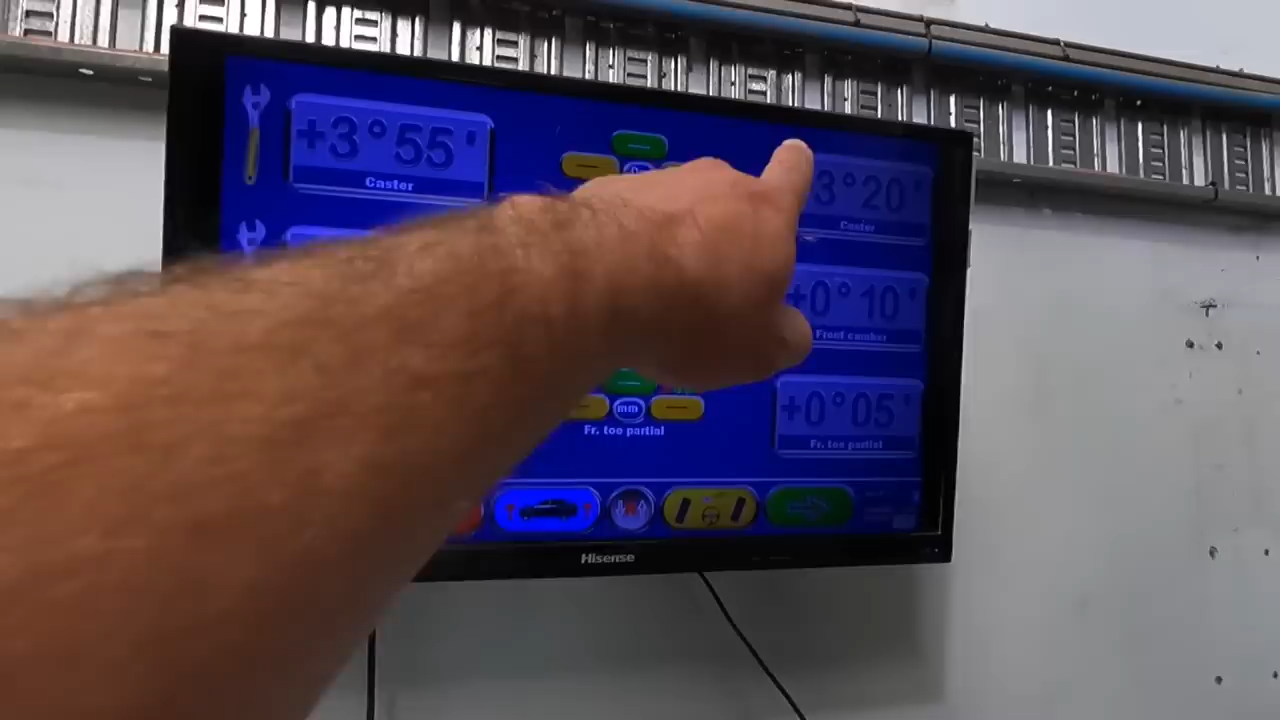 +3°55'
Caster
3°20'
Caster
+0°10'
Front camber
mm
Fr. toe partial
+0°05'
Fr. toe partial
Hisense